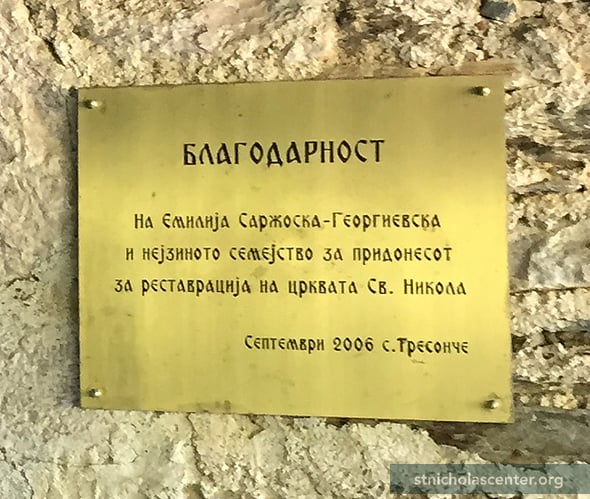 БЛАГОДАРНОСТ
На Емилија Саржоска-Георгиевска
и нејзиното семејство за придонесот
за реставрација на црквата Св. Никола
Септември 2006 с. Тресонче
stnicholascenter.org